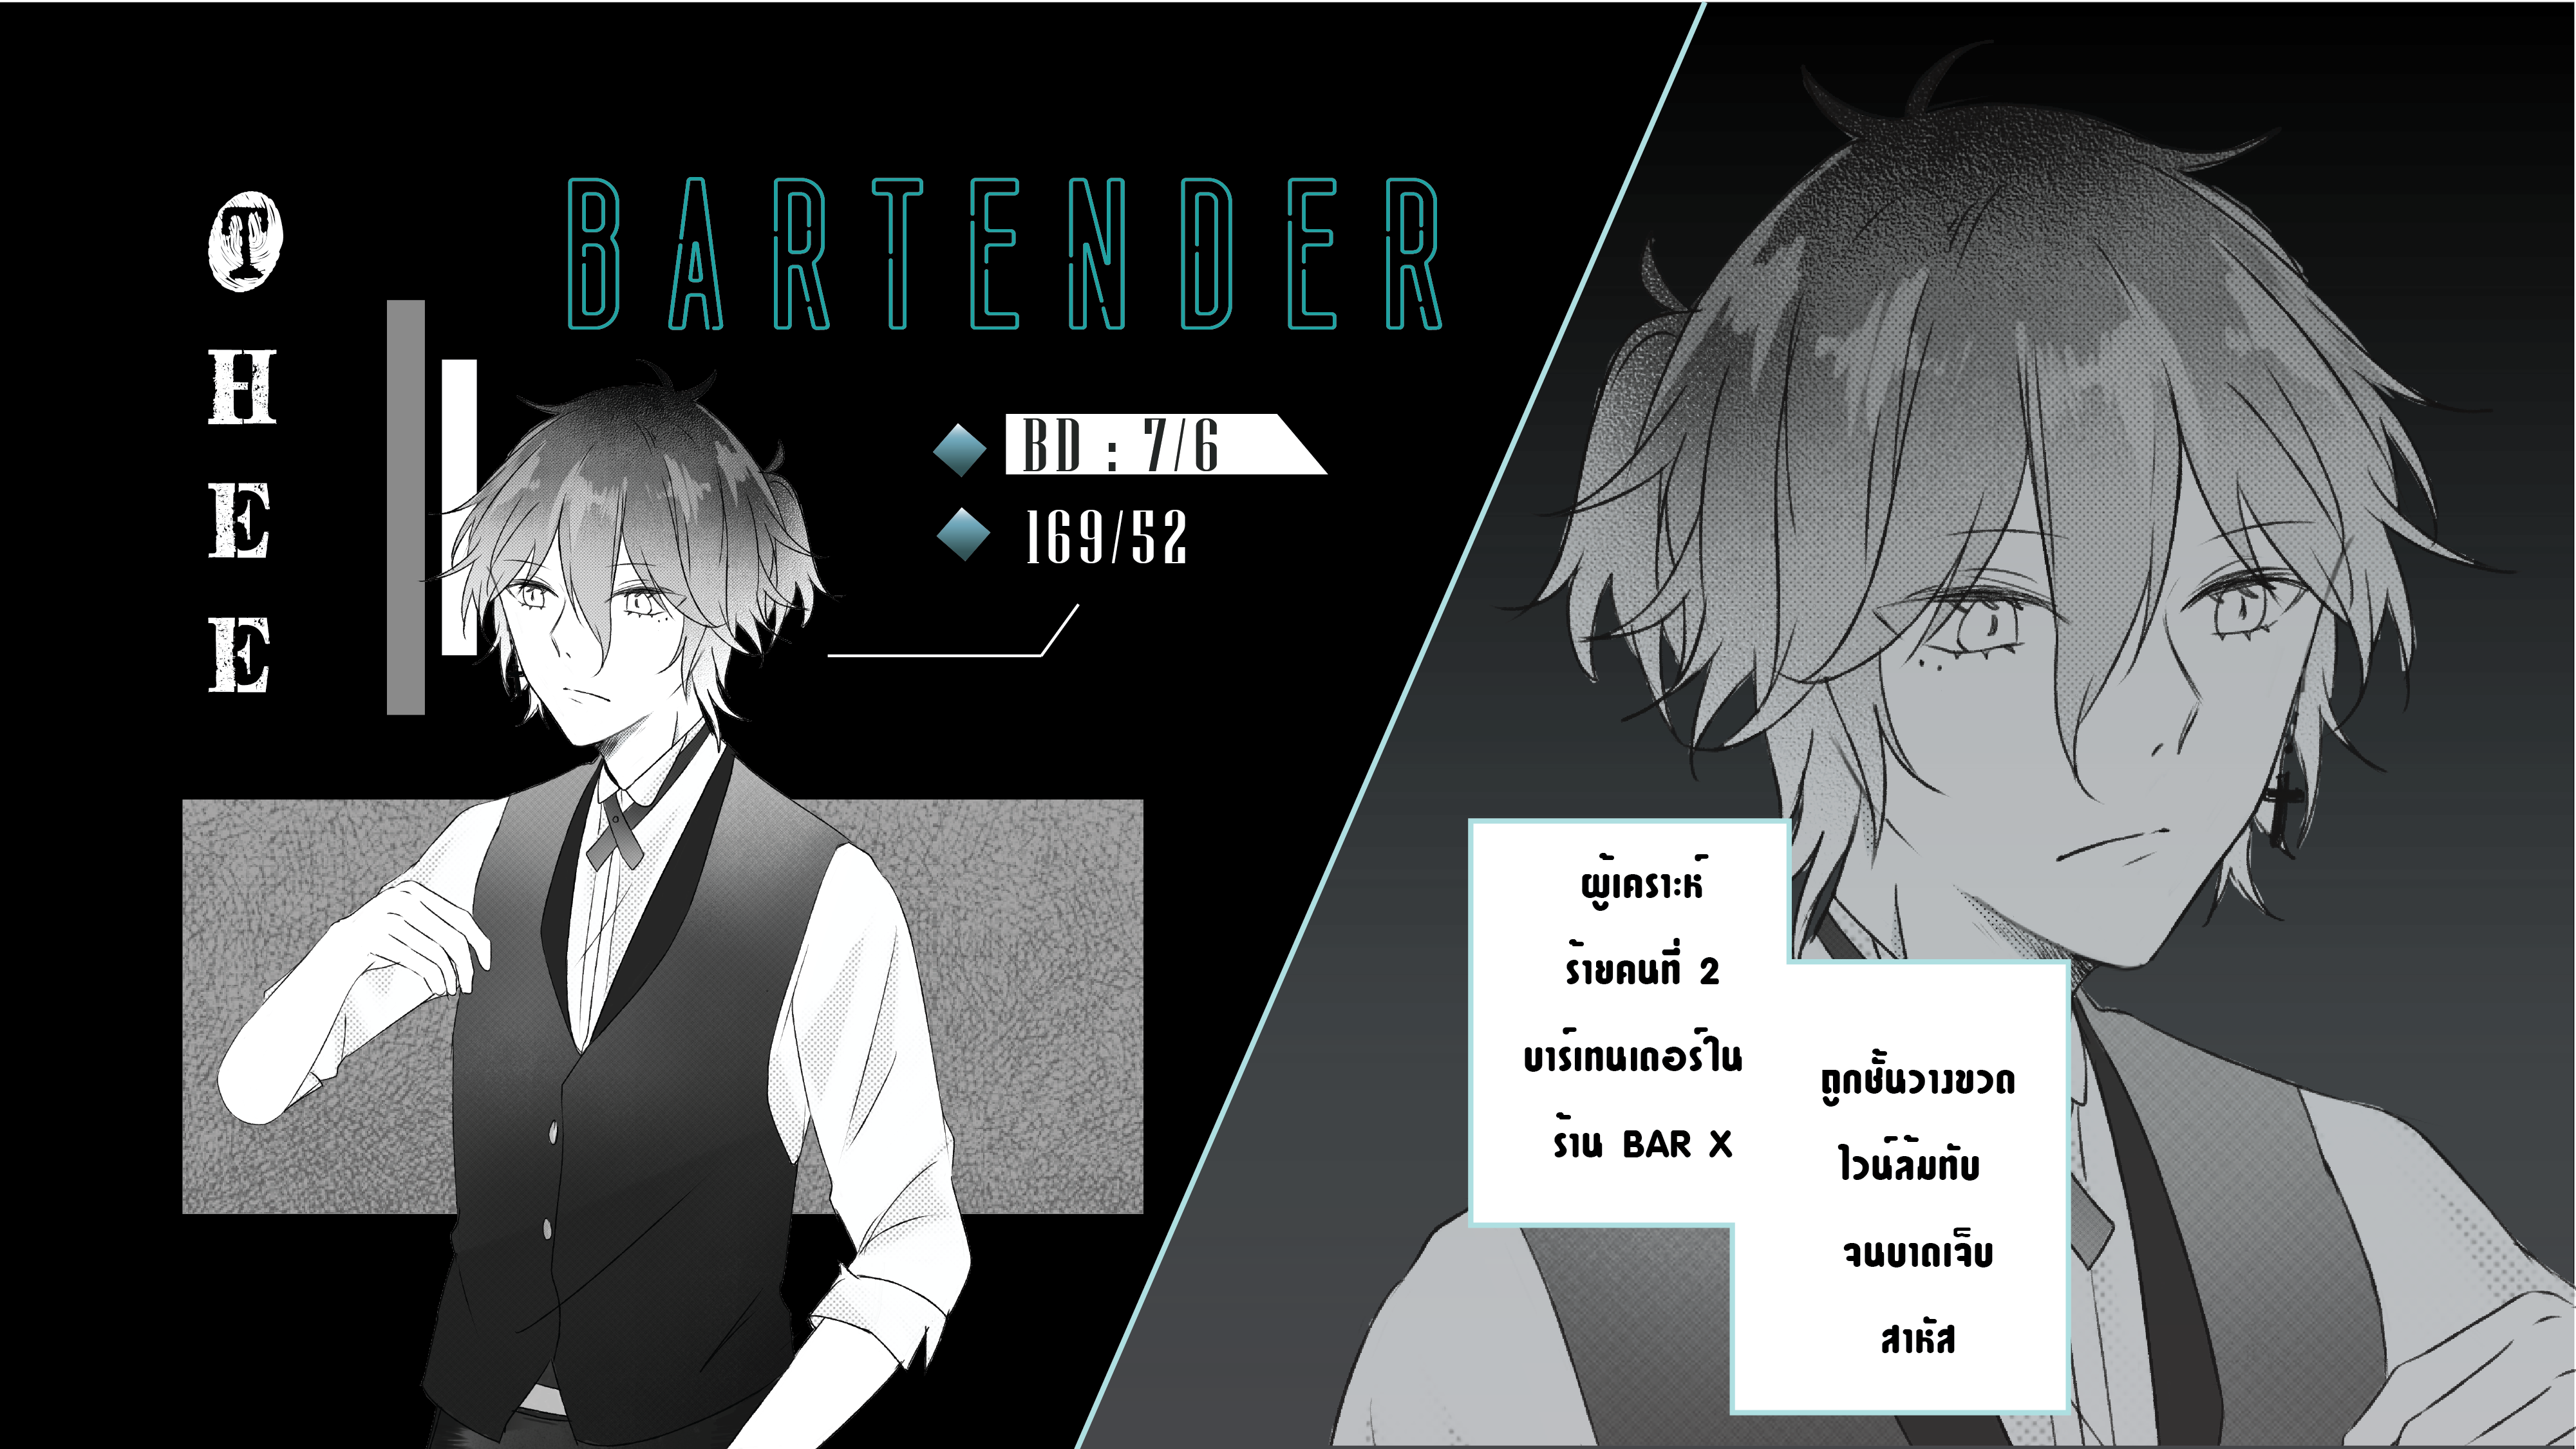 THEE
BARTENDER
BD : 7/6
169/52
ผู้เคราะห์
ร้ายคนที่ 2
บาร์เทนเดอร์ใน
ร้าน BAR X
ถูกชั้นวางขวด
ไวน์ล้มทับ
จนบาดเจ็บ
สาหัส